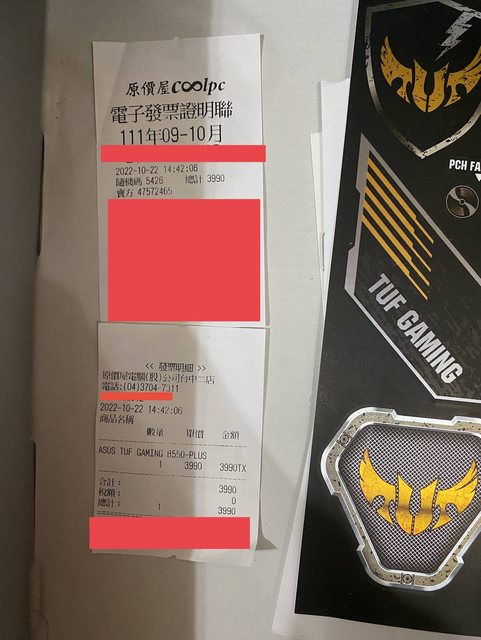 原價屋coolpc
電子發票證明聯
111年09-10月
2022-10-22 14:42:06
隨機碼 5426 總計 3990
賣方 47572465
<< 發票明細 >>
原價屋電腦(股)公司台中二店
電話:(04)3704-7311
2022-10-22 14:42:06
商品名稱
數量 單價 金額
ASUS TUF GAMING B550-PLUS
1 3990 3990TX
合計: 3990
稅額: 0
總計: 1 3990
TUF
PCH FA
TUF GAMING
TUF